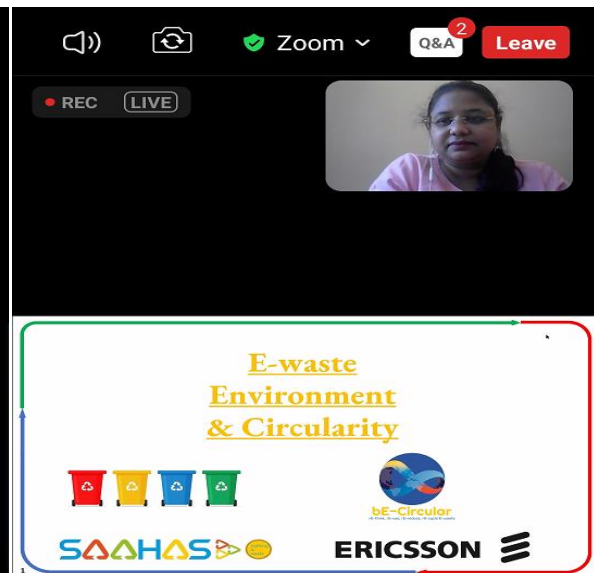 Zoom
Q&A
2
Leave
REC
LIVE
E-waste
Environment
& Circularity
bE-Circular
SAAHAS
ERICSSON
1